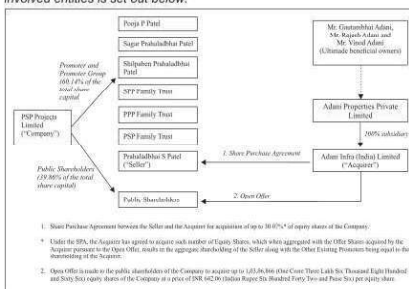 involved entities is set out below.
Pooja P Patel
Sagar Prahaladbhai Patel
Shilpaben Prahaladbhai
Patel
SPP Family Trust
PPP Family Trust
PSP Family Trust
Prahaladbhai S Patel
("Seller")
Public Shareholders
Promoter and
Promoter Group
(60.14% of the
total share
capital)
PSP Projects
Limited
("Company")
Public Shareholders
(39.86% of the total
share capital)
Mr. Gautambhai Adani,
Mr. Rajesh Adani and
Mr. Vinod Adani
(Ultimate beneficial owners)
Adani Properties Private
Limited
100% subsidiary
Adani Infra (India) Limited
("Acquirer")
1. Share Purchase Agreement
2. Open Offer
1. Share Purchase Agreement between the Seller and the Acquirer for acquisition of up to 30.07%* of equity shares of the Company.
* Under the SPA, the Acquirer has agreed to acquire such number of Equity Shares, which when aggregated with the Offer Shares acquired by the
Acquirer pursuant to the Open Offer, results in the aggregate shareholding of the Seller along with the Other Existing Promoters being equal to the
shareholding of the Acquirer.
2. Open Offer is made to the public shareholders of the Company to acquire up to 1,03,06,866 (One Crore Three Lakh Six Thousand Eight Hundred
and Sixty Six) equity shares of the Company at a price of INR 642.06 (Indian Rupee Six Hundred Forty Two and Paise Six) per equity share.